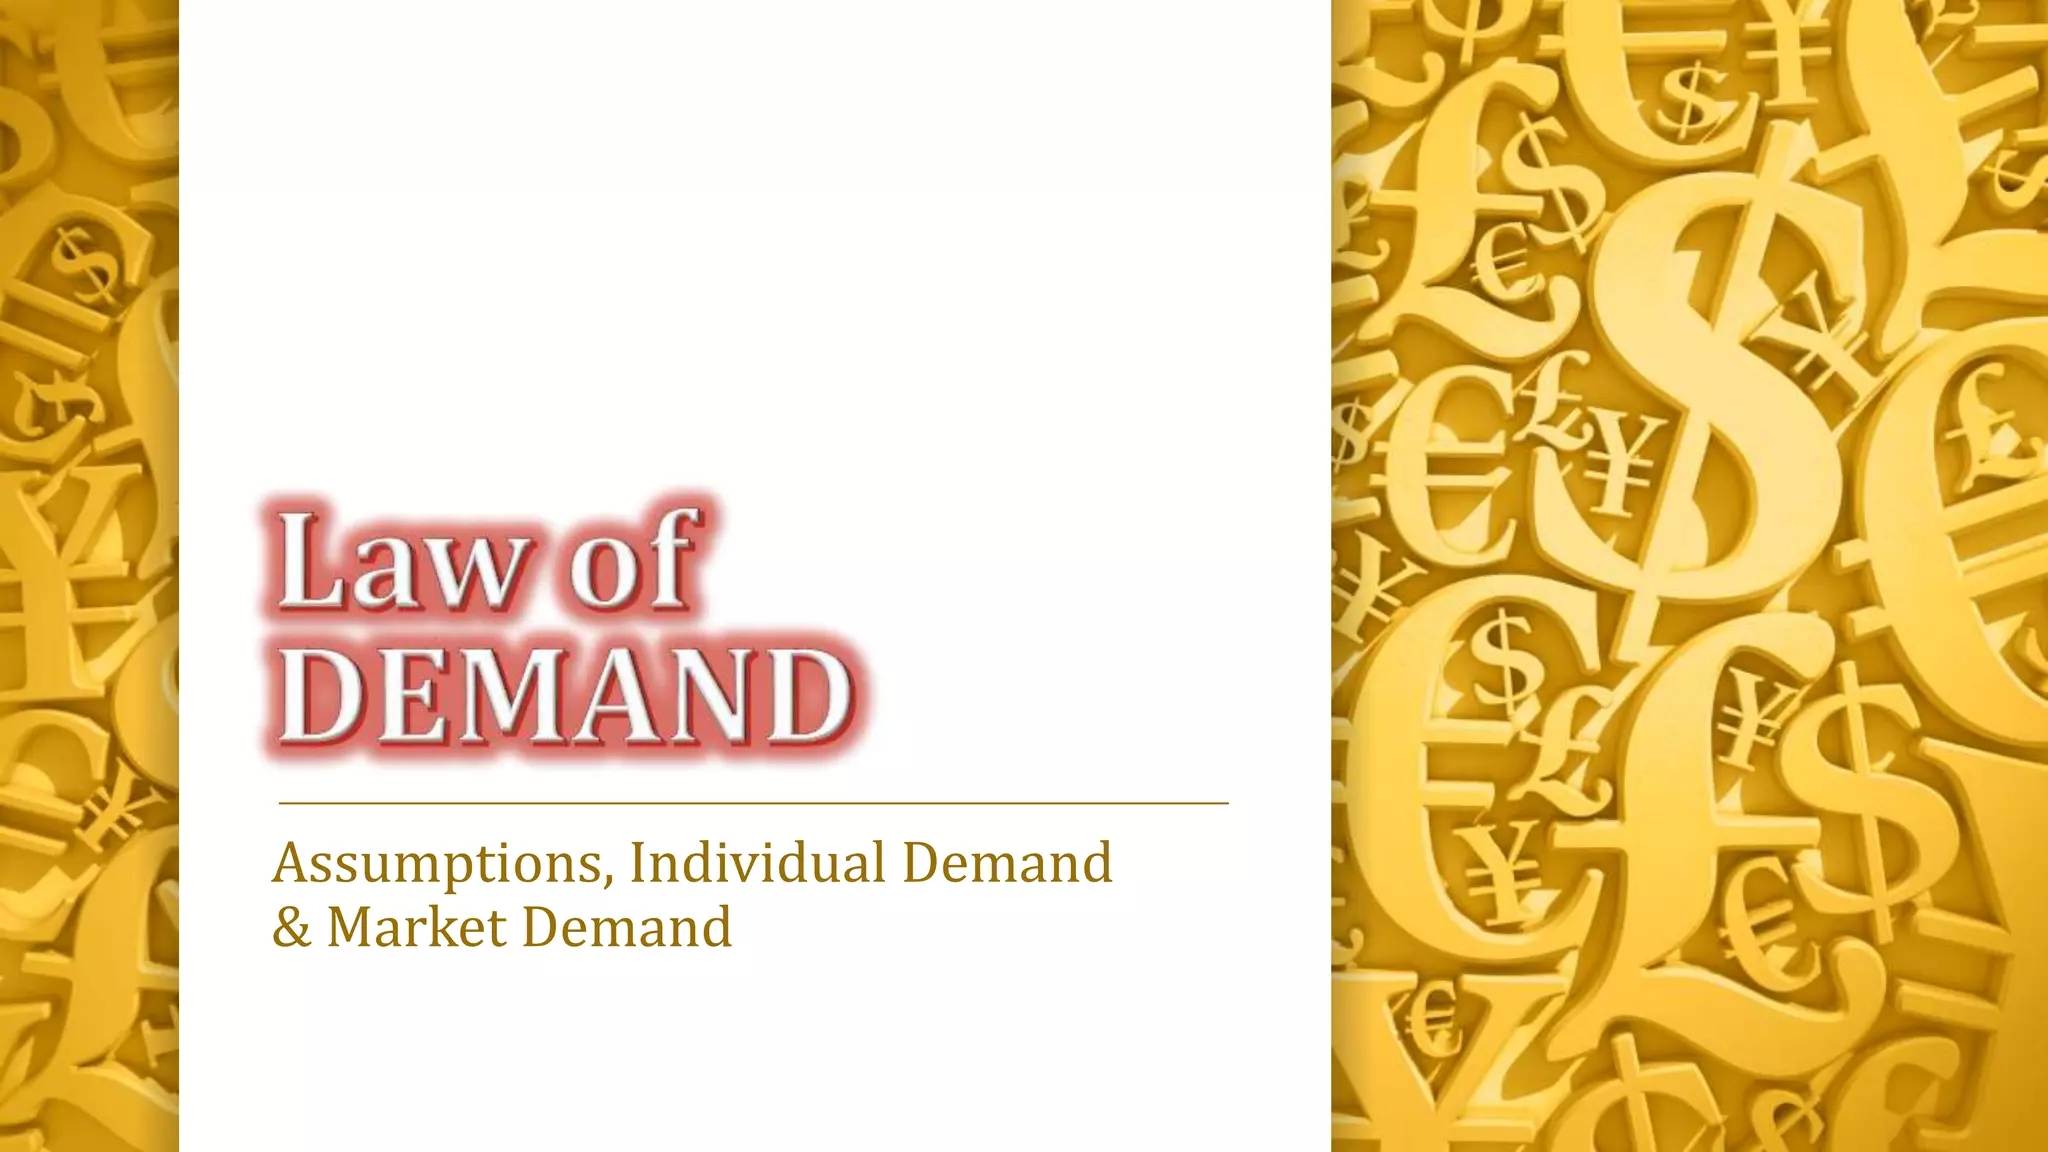 Law of
DEMAND
Assumptions, Individual Demand
& Market Demand